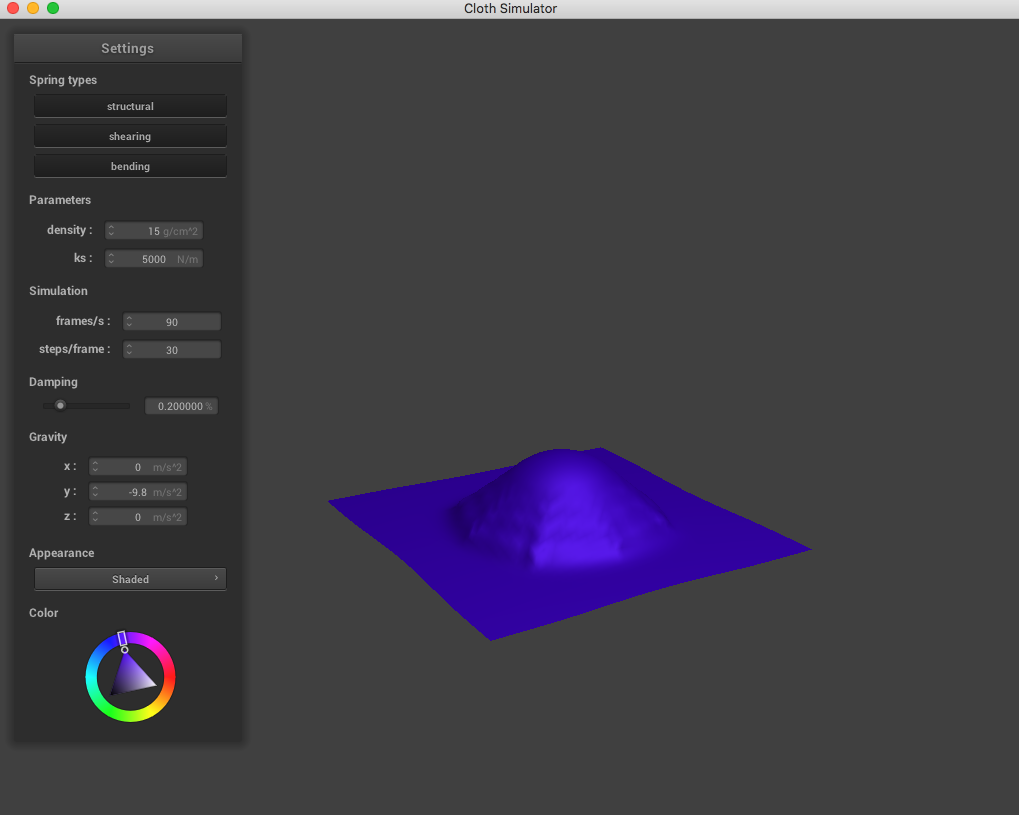 Cloth Simulator
Settings
Spring types
structural
shearing
bending
Parameters
density : 15 g/cm^2
ks : 5000 N/m
Simulation
frames/s : 90
steps/frame : 30
Damping
0.200000 %
Gravity
x : 0 m/s^2
y : -9.8 m/s^2
z : 0 m/s^2
Appearance
Shaded ›
Color